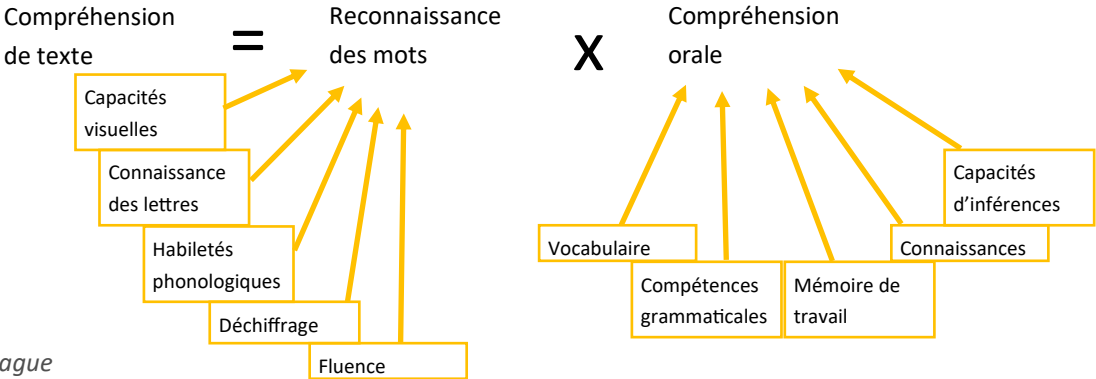 Compréhension
de texte
=
Reconnaissance
des mots
x
Compréhension
orale
Capacités
visuelles
Connaissance
des lettres
Habiletés
phonologiques
Déchiffrage
Fluence
Vocabulaire
Compétences
grammaticales
Mémoire de
travail
Connaissances
Capacités
d’inférences
ague